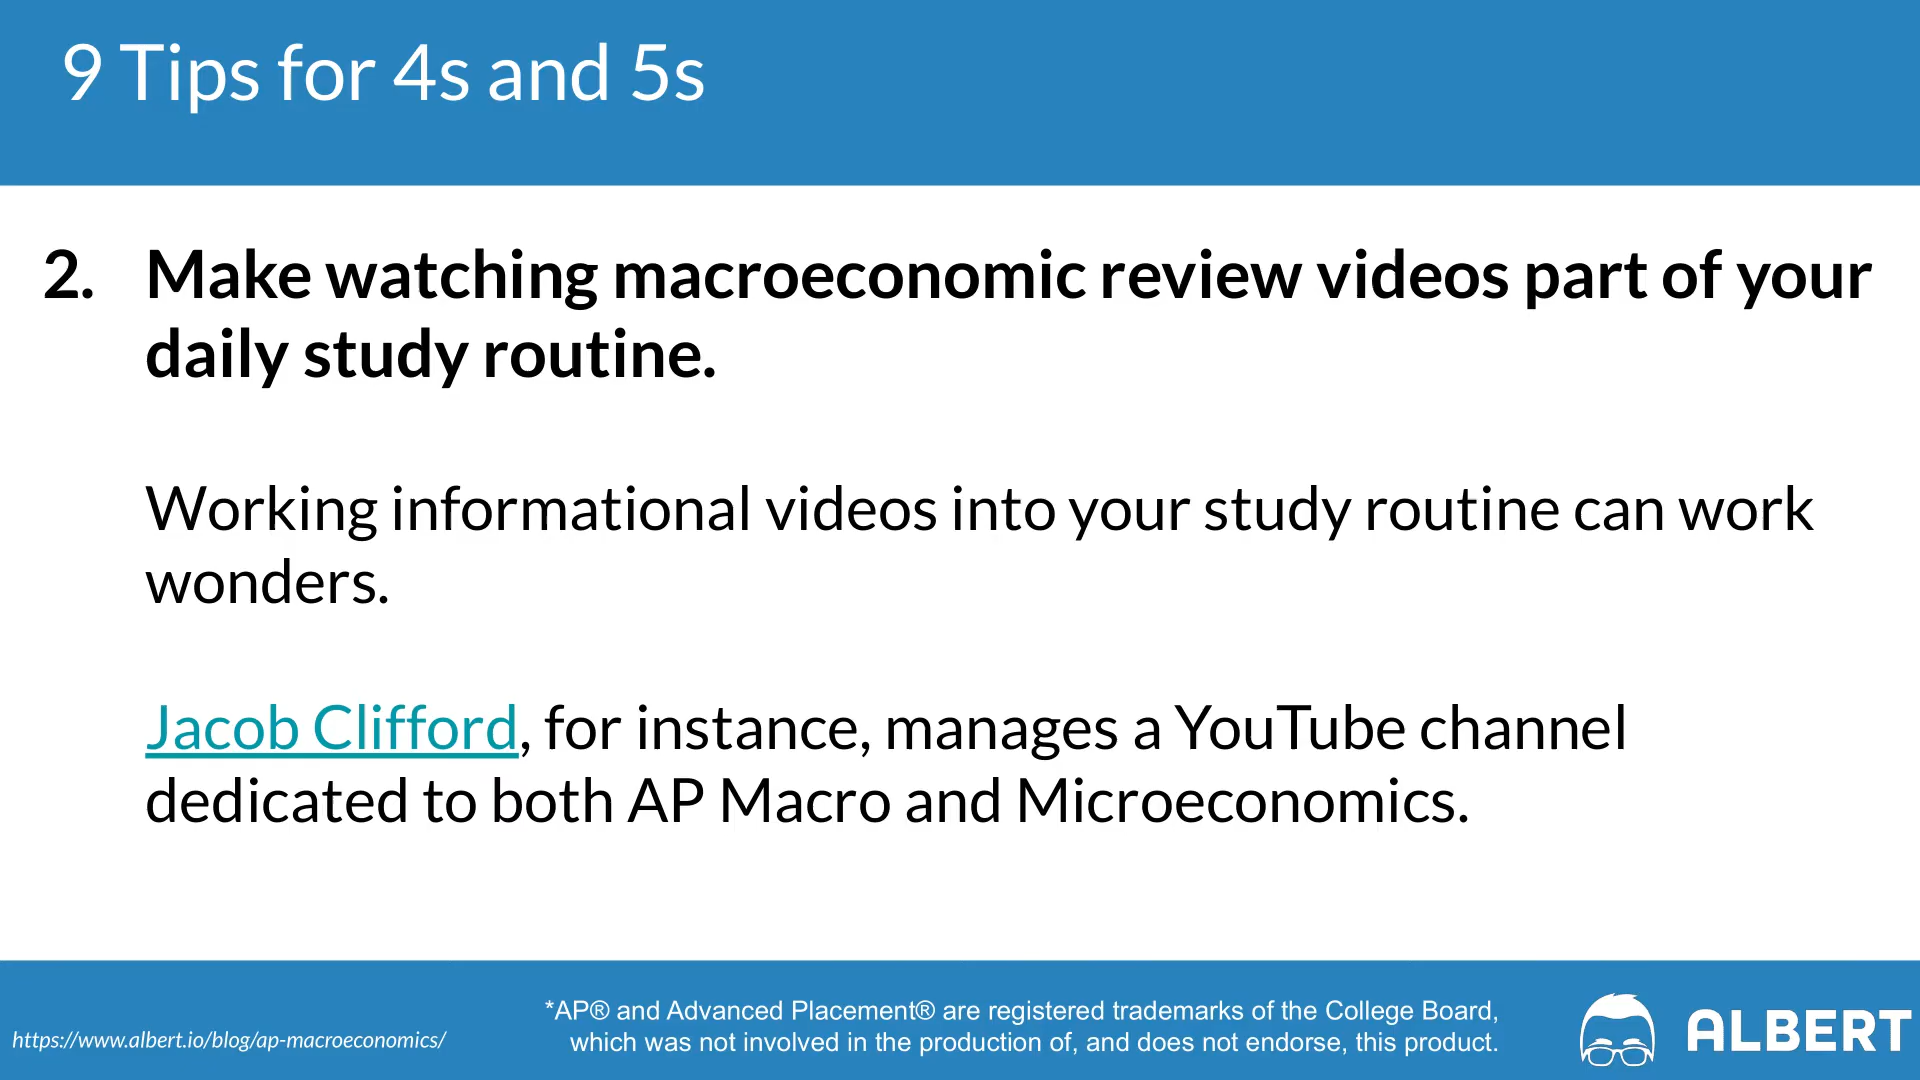 9 Tips for 4s and 5s
2. Make watching macroeconomic review videos part of your
daily study routine.
Working informational videos into your study routine can work
wonders.
Jacob Clifford, for instance, manages a YouTube channel
dedicated to both AP Macro and Microeconomics.
https://www.albert.io/blog/ap-macroeconomics/
*AP® and Advanced Placement® are registered trademarks of the College Board,
which was not involved in the production of, and does not endorse, this product.
ALBERT